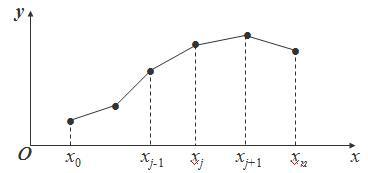 y
O x₀ xⱼ₋₁ xⱼ xⱼ₊₁ xₙ x